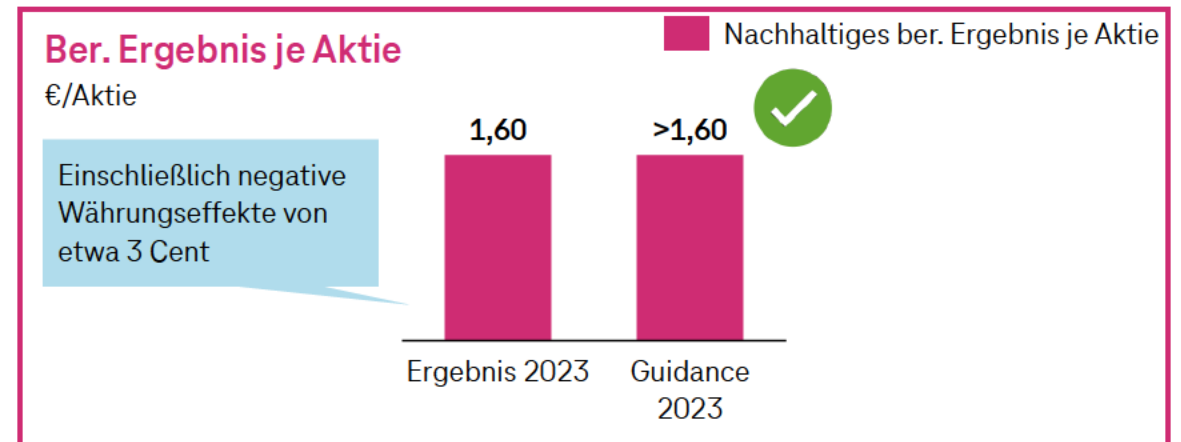 Ber. Ergebnis je Aktie
€/Aktie
Nachhaltiges ber. Ergebnis je Aktie
Einschließlich negative
Währungseffekte von
etwa 3 Cent
1,60
>1,60
Ergebnis 2023
Guidance
2023